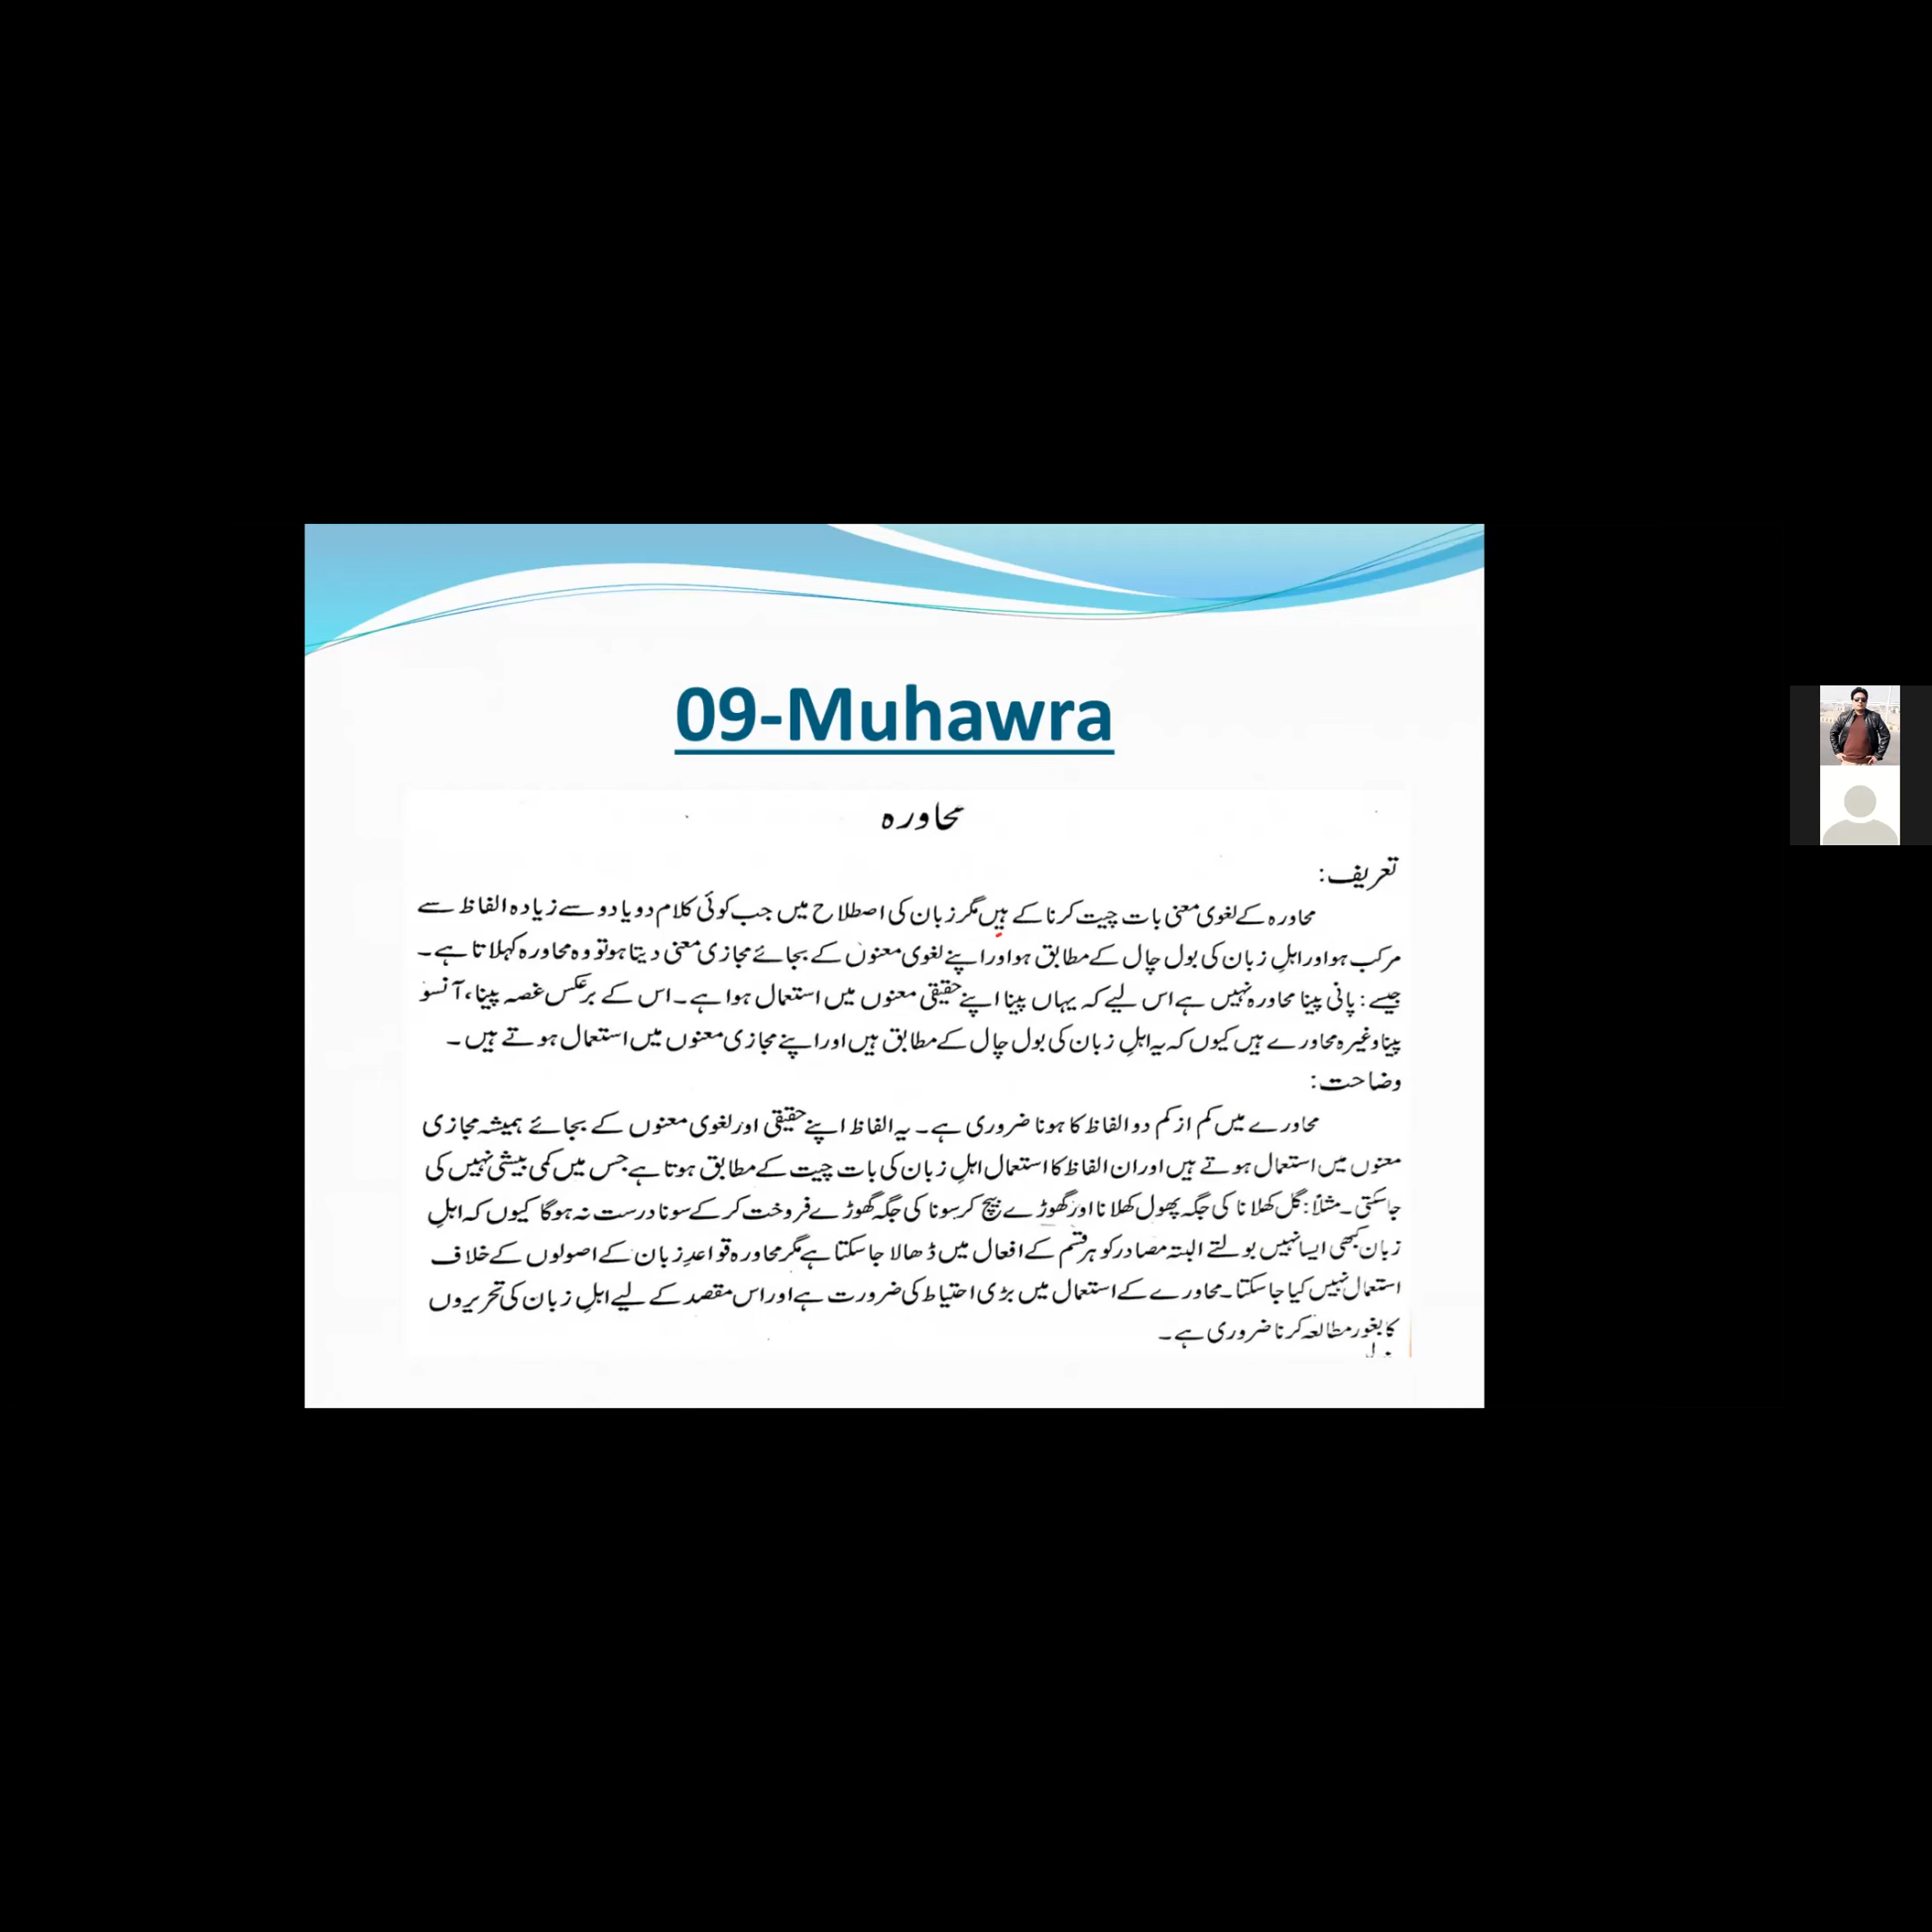 09-Muhawra
محاورہ
تعریف:
محاورہ کے لغوی معنی بات چیت کرنا کے ہیں مگر زبان کی اصطلاح میں جب کوئی کلام دو یا دو سے زیادہ الفاظ سے
مرکب ہو اور اہلِ زبان کی بول چال کے مطابق ہو اور اپنے لغوی معنوں کے بجائے مجازی معنی دیتا ہو تو وہ محاورہ کہلاتا ہے۔
جیسے: پانی پینا محاورہ نہیں ہے اس لیے کہ یہاں پینا اپنے حقیقی معنوں میں استعمال ہوا ہے۔ اس کے برعکس غصہ پینا، آنسو
پینا وغیرہ محاورے ہیں کیوں کہ یہ اہلِ زبان کی بول چال کے مطابق ہیں اور اپنے مجازی معنوں میں استعمال ہوتے ہیں۔
وضاحت:
محاورے میں کم از کم دو الفاظ کا ہونا ضروری ہے۔ یہ الفاظ اپنے حقیقی اور لغوی معنوں کے بجائے ہمیشہ مجازی
معنوں میں استعمال ہوتے ہیں اور ان الفاظ کا استعمال اہلِ زبان کی بات چیت کے مطابق ہوتا ہے جس میں کمی بیشی نہیں کی
جاسکتی۔ مثلاً: گل کھلانا کی جگہ پھول کھلانا اور گھوڑے بیچ کر سونا کی جگہ گھوڑے فروخت کر کے سونا درست نہ ہوگا کیوں کہ اہلِ
زبان کبھی ایسا نہیں بولتے البتہ مصادر کو ہر قسم کے افعال میں ڈھالا جاسکتا ہے مگر محاورہ قواعدِ زبان کے اصولوں کے خلاف
استعمال نہیں کیا جاسکتا۔ محاورے کے استعمال میں بڑی احتیاط کی ضرورت ہے اور اس مقصد کے لیے اہلِ زبان کی تحریروں
کا بغور مطالعہ کرنا ضروری ہے۔